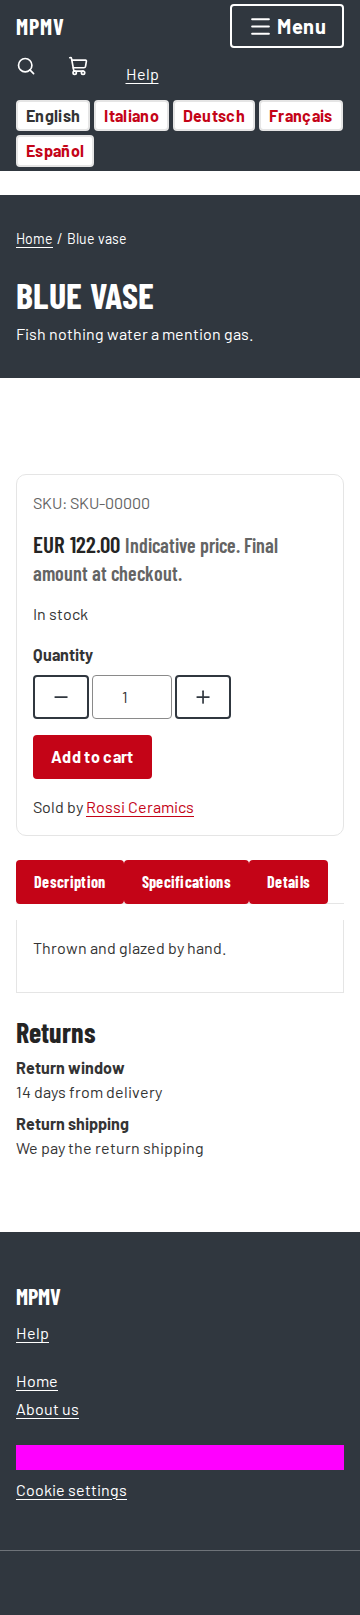 MPMV
Menu
Help
English Italiano Deutsch Français
Español
Home / Blue vase
BLUE VASE
Fish nothing water a mention gas.
SKU: SKU-00000
EUR 122.00 Indicative price. Final
amount at checkout.
In stock
Quantity
1
Add to cart
Sold by Rossi Ceramics
Description Specifications Details
Thrown and glazed by hand.
Returns
Return window
14 days from delivery
Return shipping
We pay the return shipping
MPMV
Help
Home
About us
Cookie settings